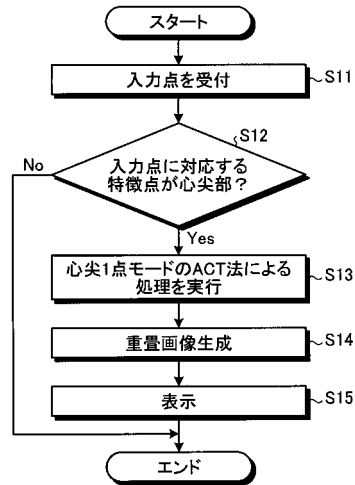 スタート
入力点を受付
S11
S12
入力点に対応する
特徴点が心尖部?
No
Yes
心尖1点モードのACT法による
処理を実行
S13
重畳画像生成
S14
表示
S15
エンド